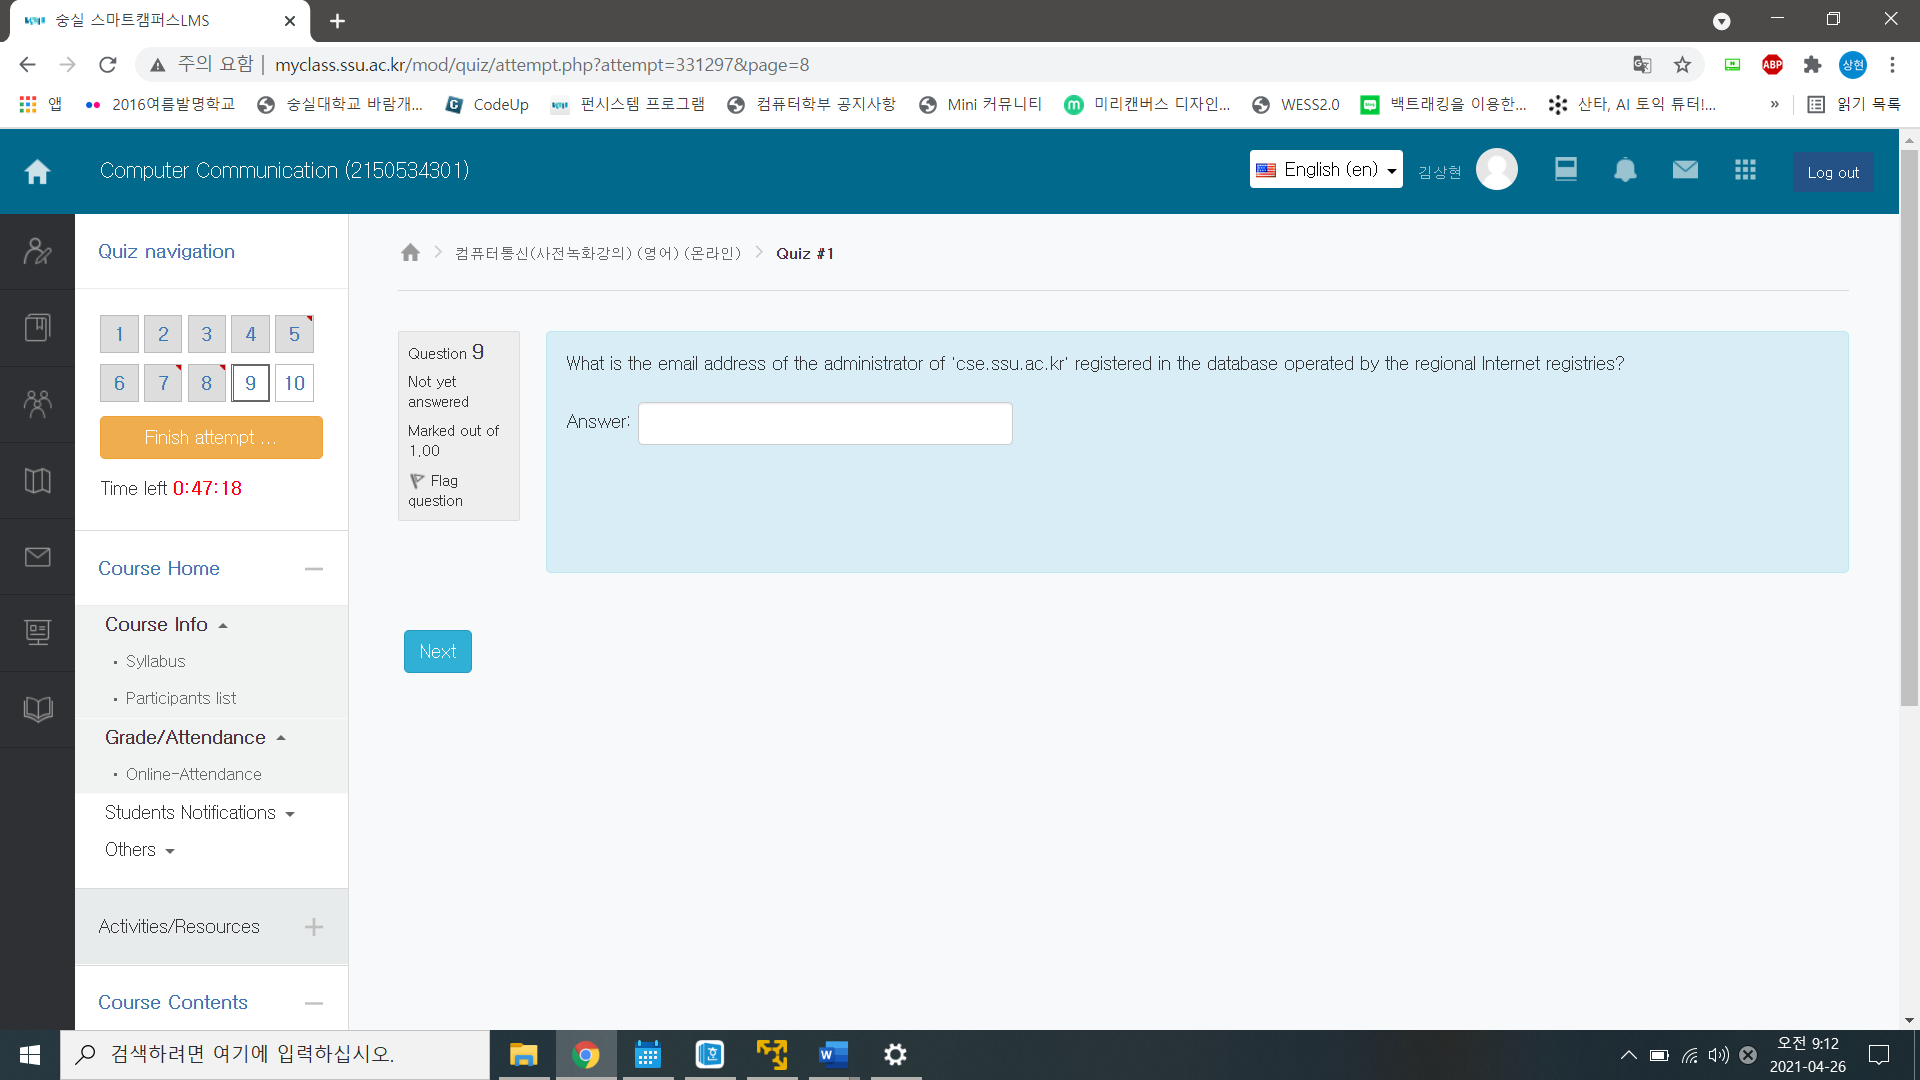 숭실 스마트캠퍼스LMS
주의 요함 | myclass.ssu.ac.kr/mod/quiz/attempt.php?attempt=331297&page=8
ABP
상현
앱
2016여름발명학교
숭실대학교 바람개...
CodeUp
펀시스템 프로그램
컴퓨터학부 공지사항
Mini 커뮤니티
미리캔버스 디자인...
WESS2.0
백트래킹을 이용한...
산타, AI 토익 튜터!...
»
읽기 목록
Computer Communication (2150534301)
English (en)
김상현
Log out
Quiz navigation
컴퓨터통신(사전녹화강의) (영어) (온라인)
Quiz #1
1 2 3 4 5
6 7 8 9 10
Finish attempt ...
Time left 0:47:18
Question 9
Not yet
answered
Marked out of
1.00
Flag
question
What is the email address of the administrator of 'cse.ssu.ac.kr' registered in the database operated by the regional Internet registries?
Answer:
Next
Course Home
Course Info
Syllabus
Participants list
Grade/Attendance
Online-Attendance
Students Notifications
Others
Activities/Resources
Course Contents
검색하려면 여기에 입력하십시오.
오전 9:12
2021-04-26